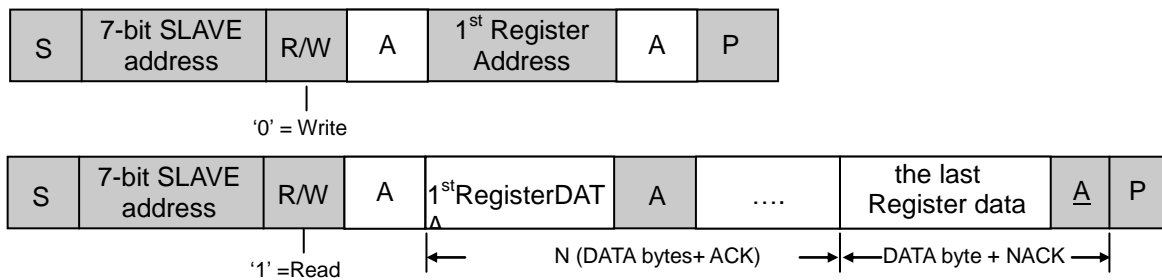 S 7-bit SLAVE address R/W A 1st Register Address A P
‘0’ = Write
S 7-bit SLAVE address R/W A 1stRegisterDATA A .... the last Register data A P
N (DATA bytes+ ACK) DATA byte + NACK
‘1’ =Read